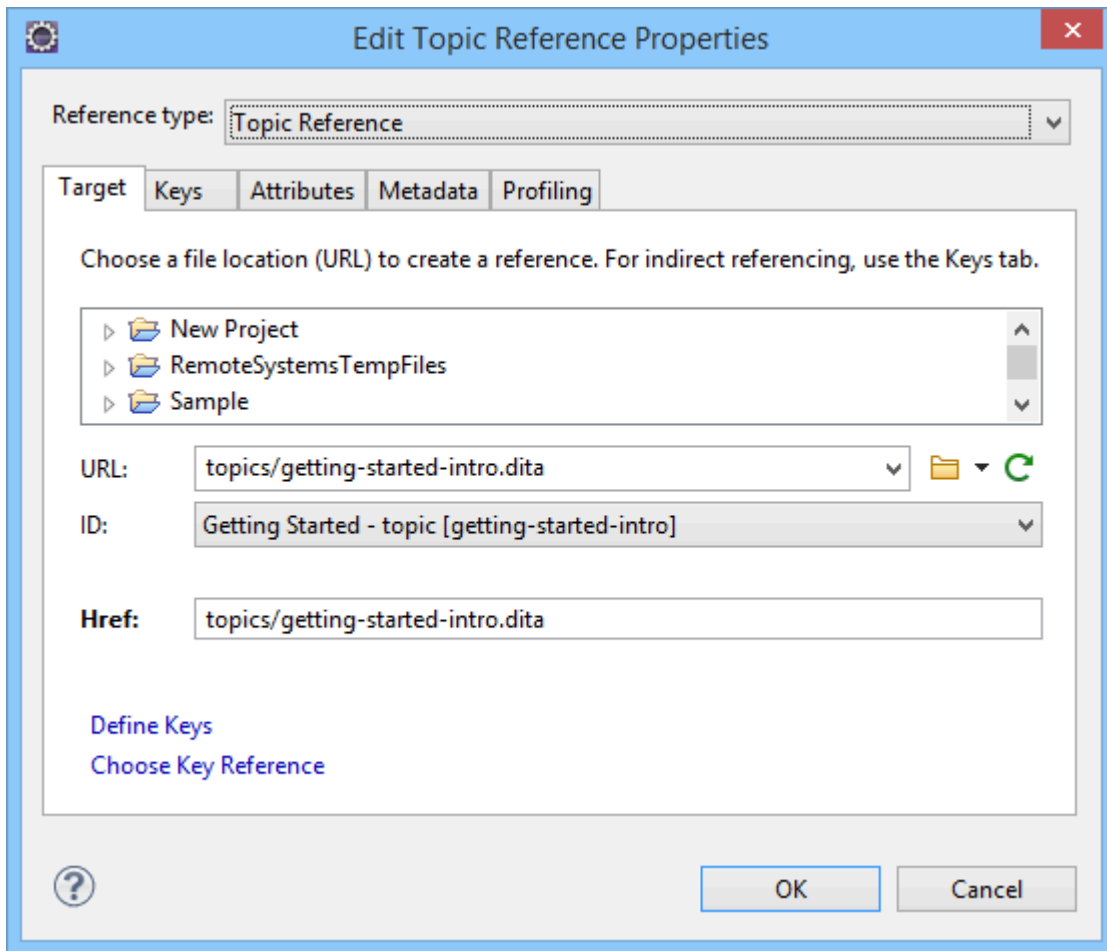 Edit Topic Reference Properties
Reference type: Topic Reference
Target Keys Attributes Metadata Profiling
Choose a file location (URL) to create a reference. For indirect referencing, use the Keys tab.
New Project
RemoteSystemsTempFiles
Sample
URL: topics/getting-started-intro.dita
ID: Getting Started - topic [getting-started-intro]
Href: topics/getting-started-intro.dita
Define Keys
Choose Key Reference
? OK Cancel